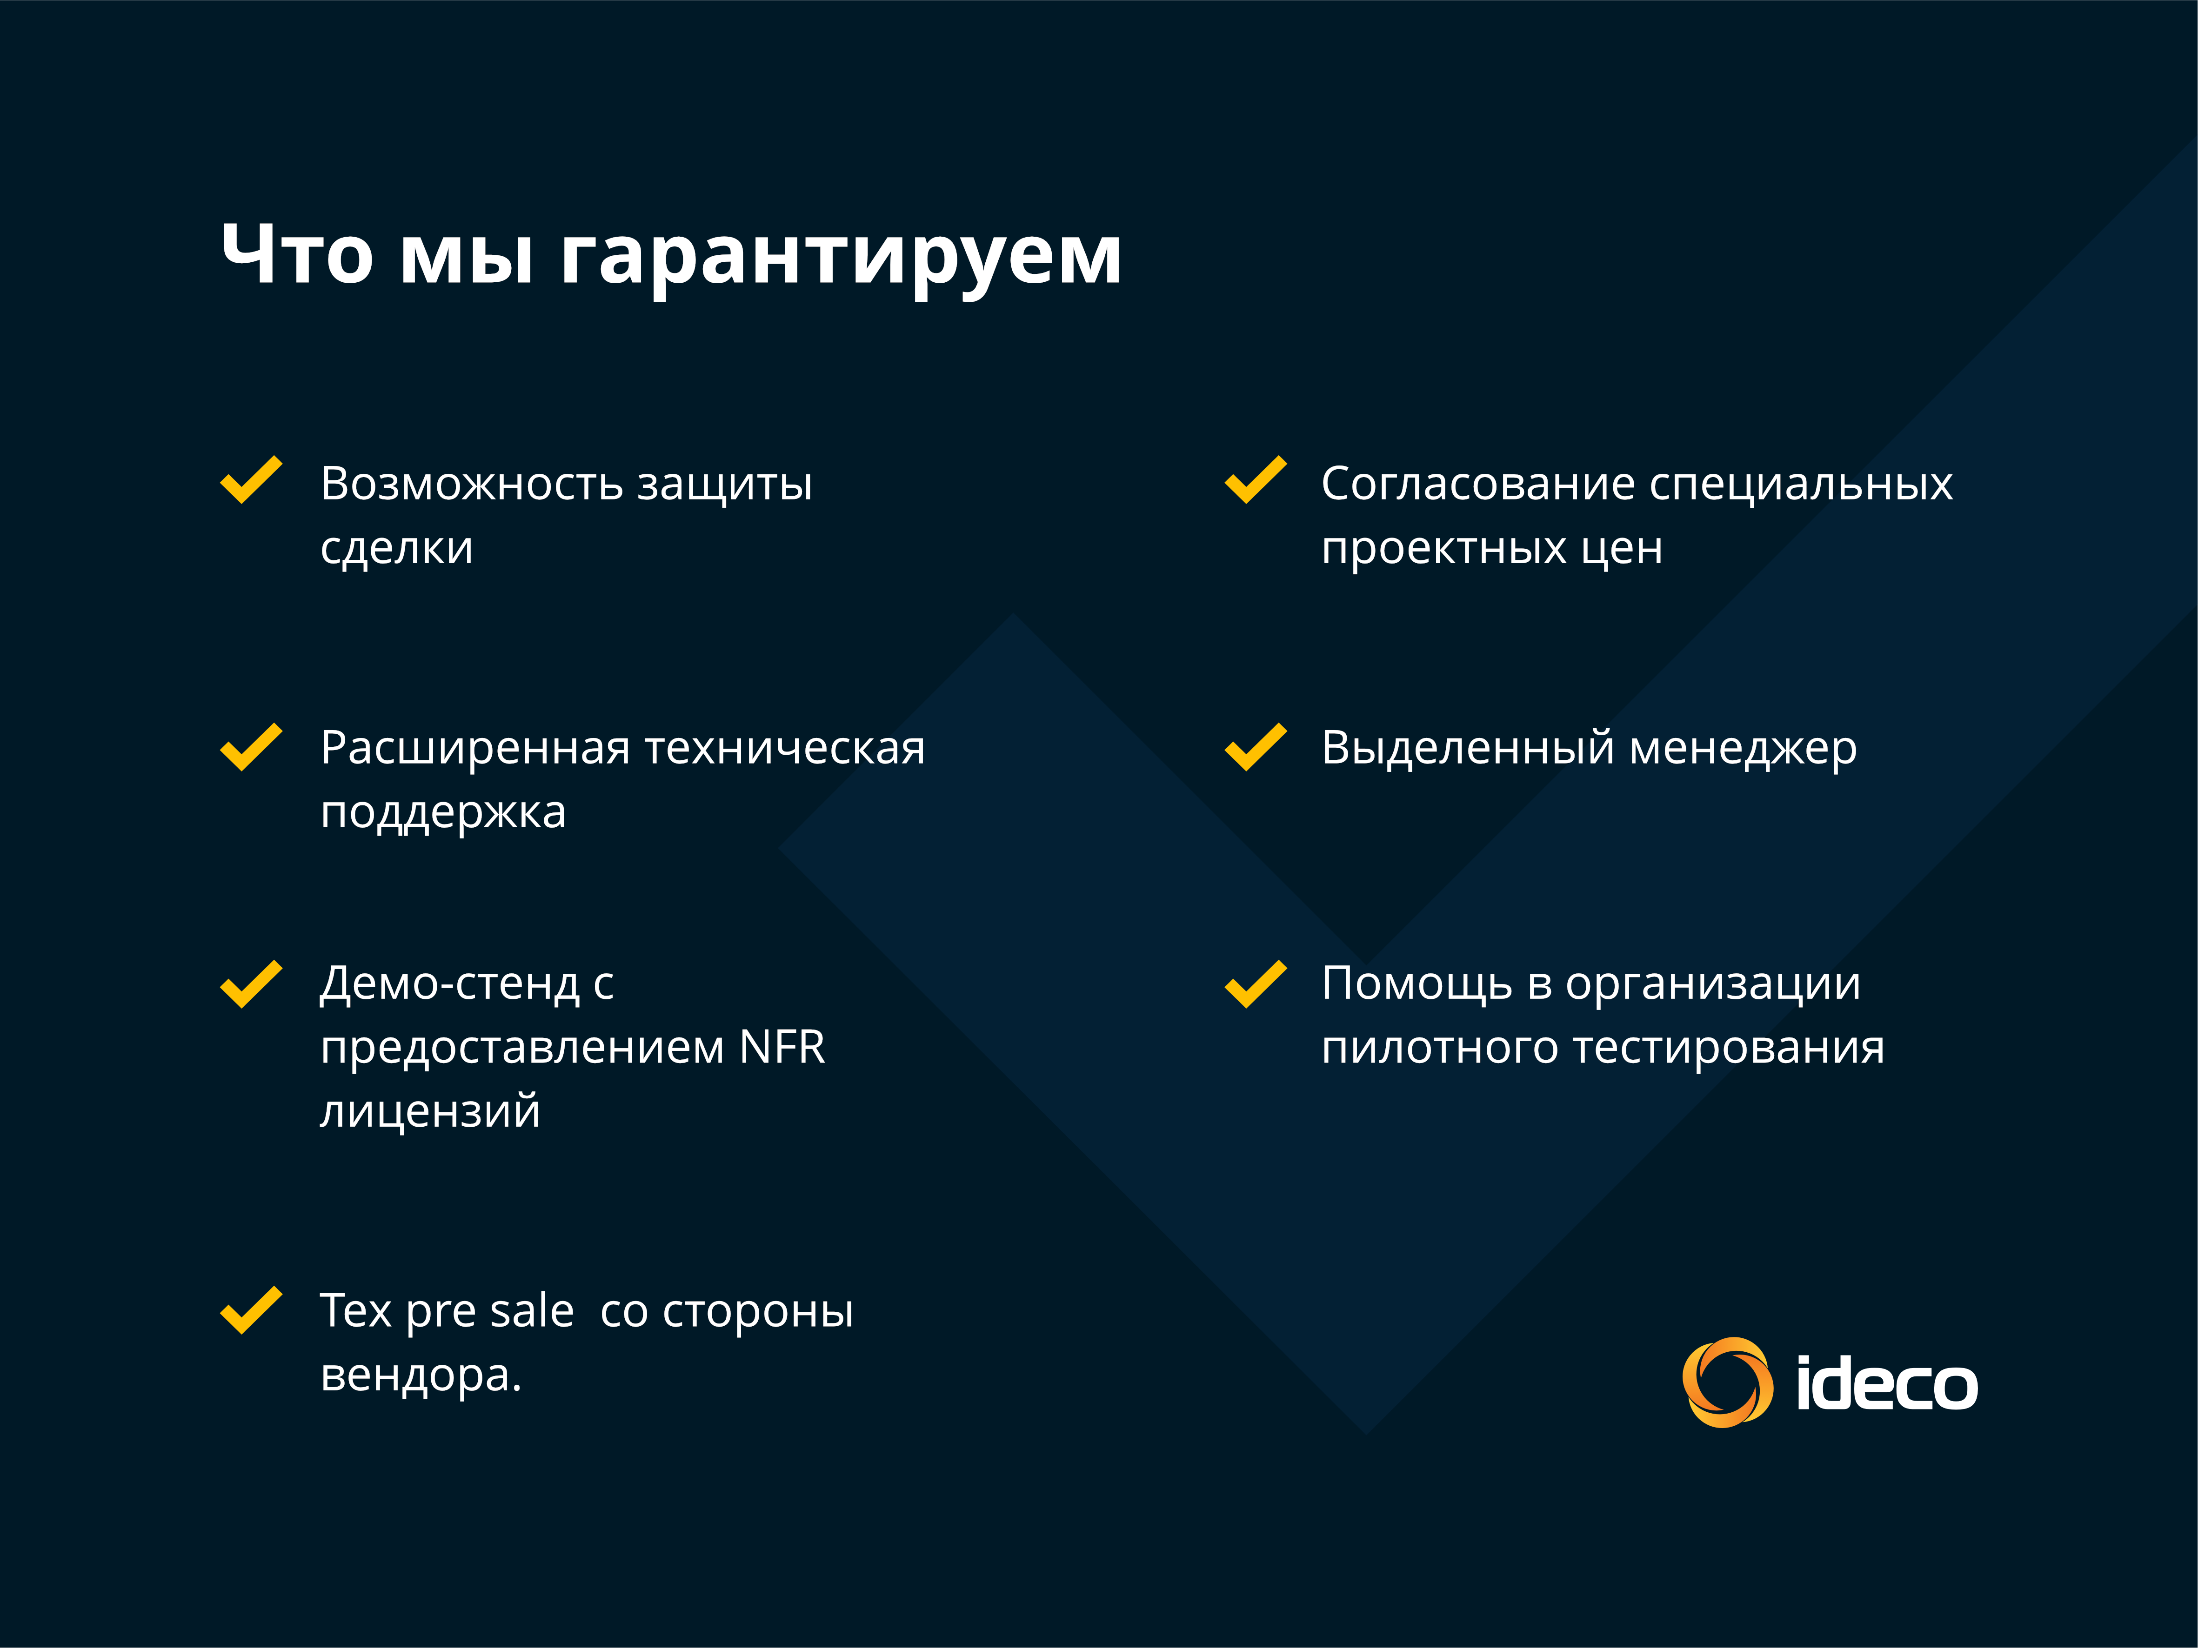 Что мы гарантируем
Возможность защиты
сделки
Расширенная техническая
поддержка
Демо-стенд с
предоставлением NFR
лицензий
Тех pre sale  со стороны
вендора.
Согласование специальных
проектных цен
Выделенный менеджер
Помощь в организации
пилотного тестирования
ideco